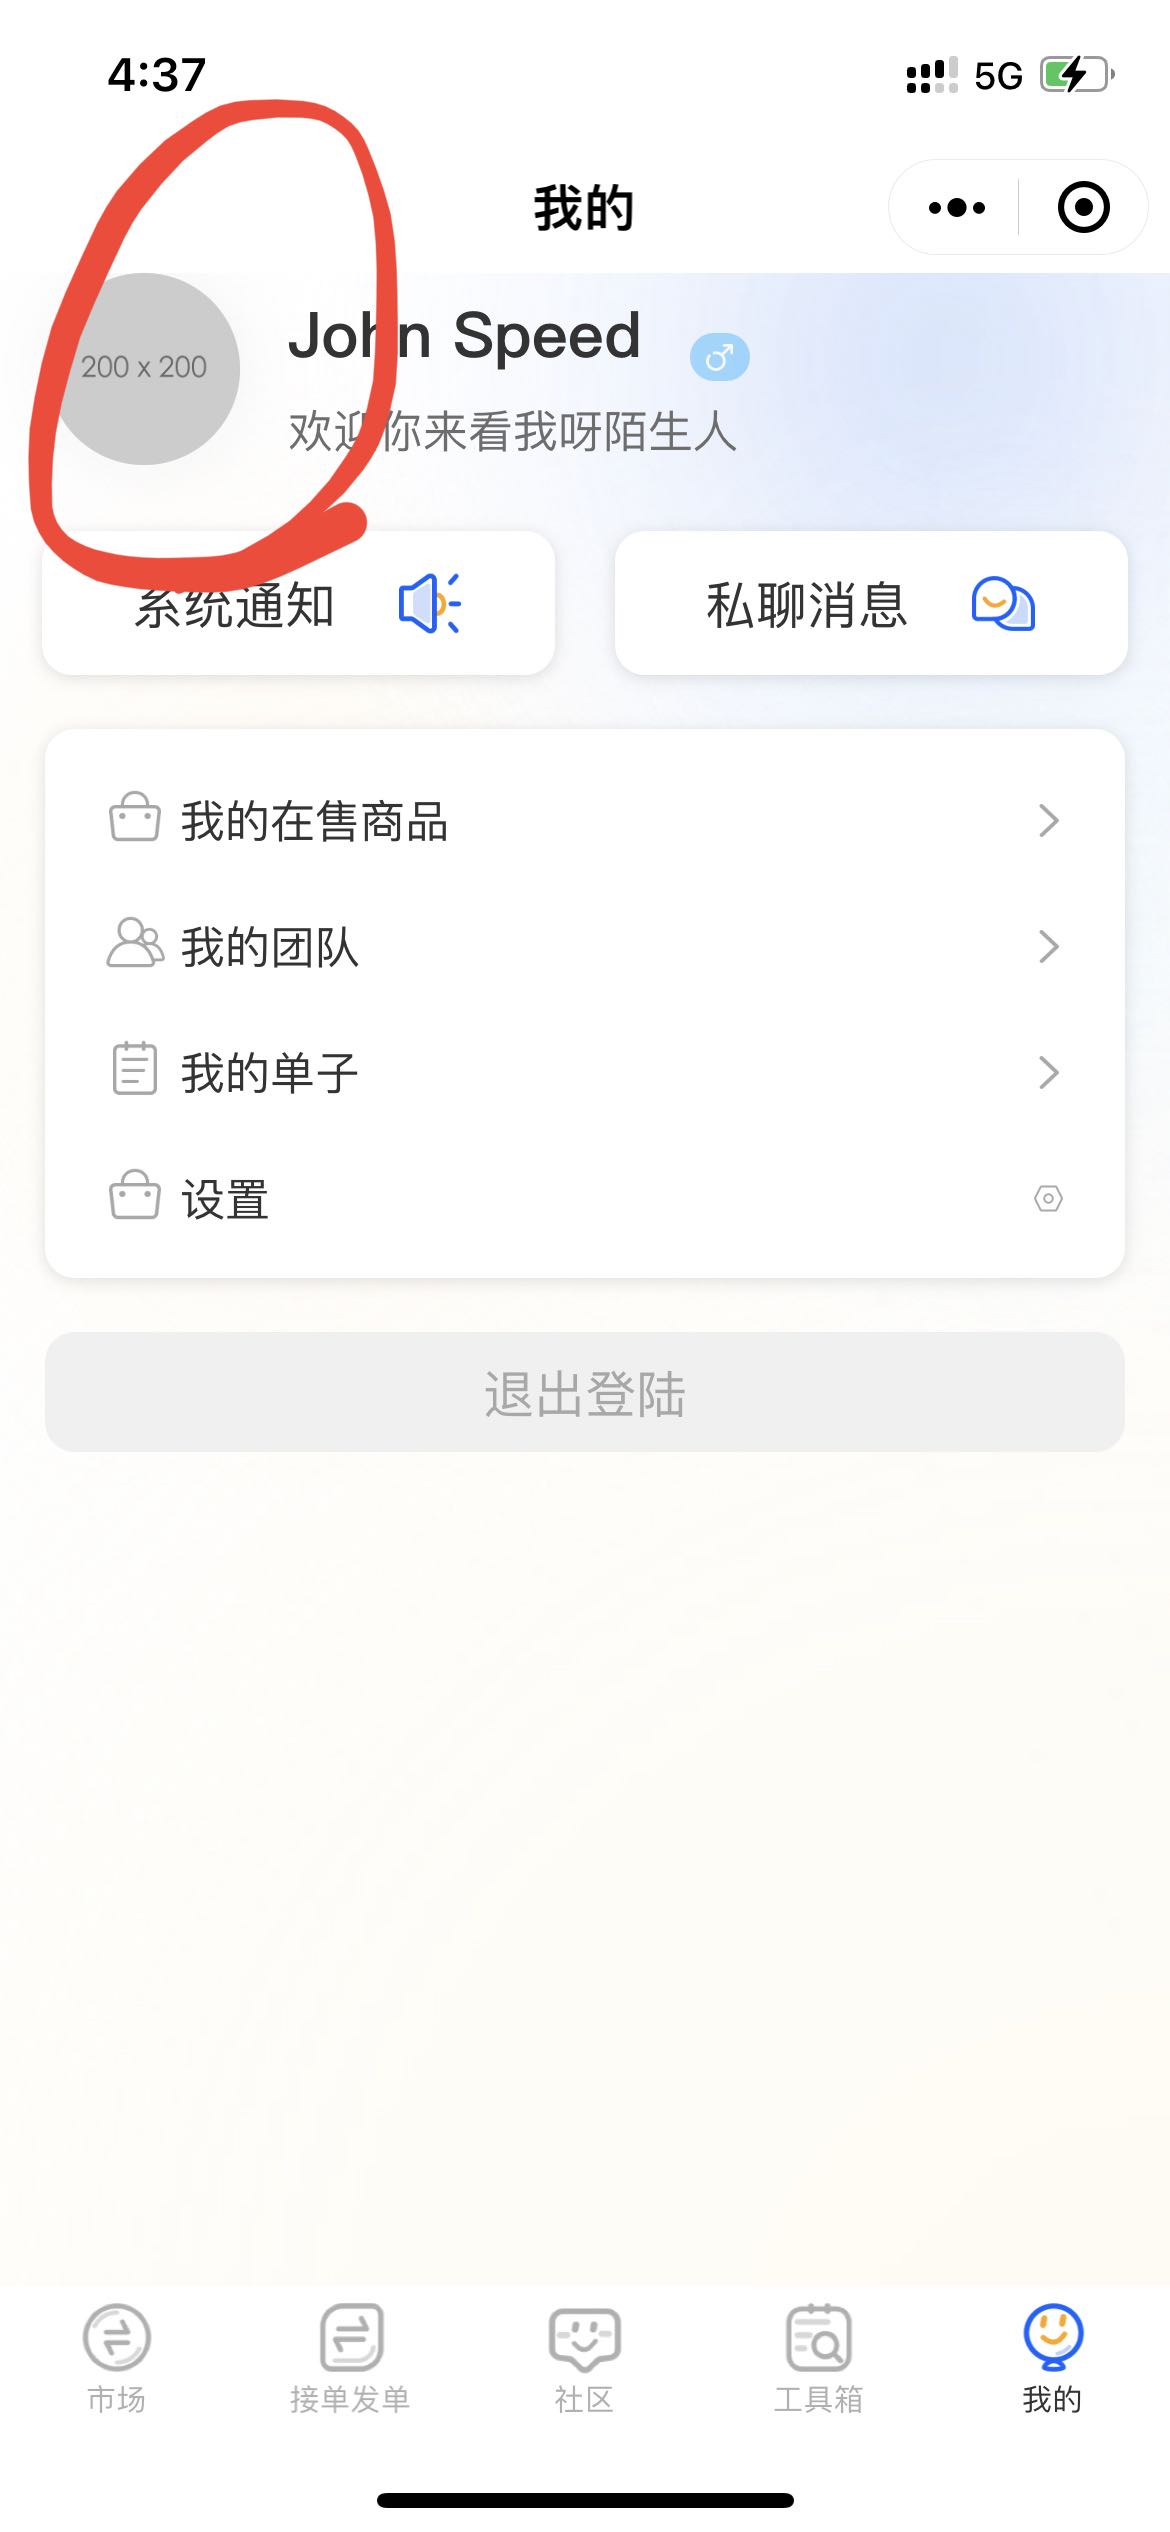 4:37
5G
我的
200 x 200
John Speed
欢迎你来看我呀陌生人
系统通知
私聊消息
我的在售商品
我的团队
我的单子
设置
退出登陆
市场
接单发单
社区
工具箱
我的